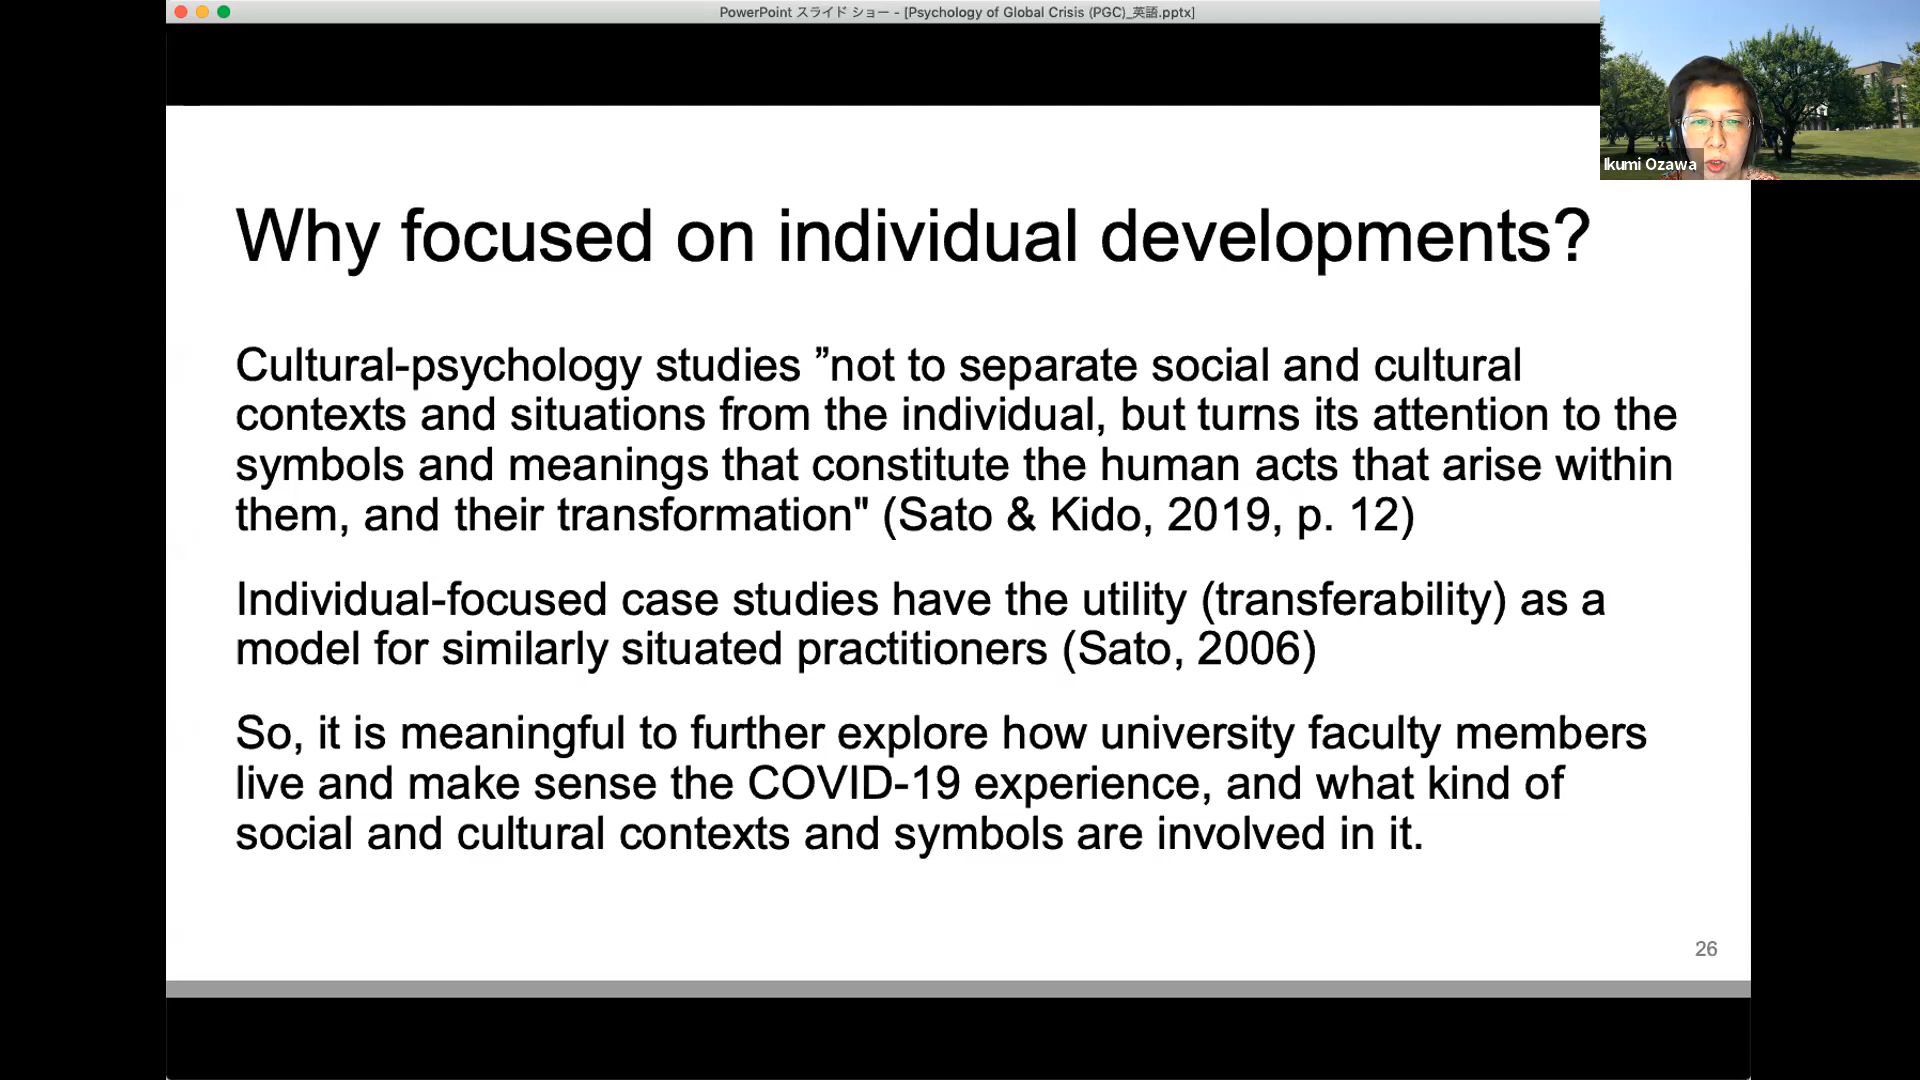 PowerPoint スライド ショー - [Psychology of Global Crisis (PGC)_英語.pptx]
Ikumi Ozawa
Why focused on individual developments?
Cultural-psychology studies ”not to separate social and cultural
contexts and situations from the individual, but turns its attention to the
symbols and meanings that constitute the human acts that arise within
them, and their transformation" (Sato & Kido, 2019, p. 12)
Individual-focused case studies have the utility (transferability) as a
model for similarly situated practitioners (Sato, 2006)
So, it is meaningful to further explore how university faculty members
live and make sense the COVID-19 experience, and what kind of
social and cultural contexts and symbols are involved in it.
26